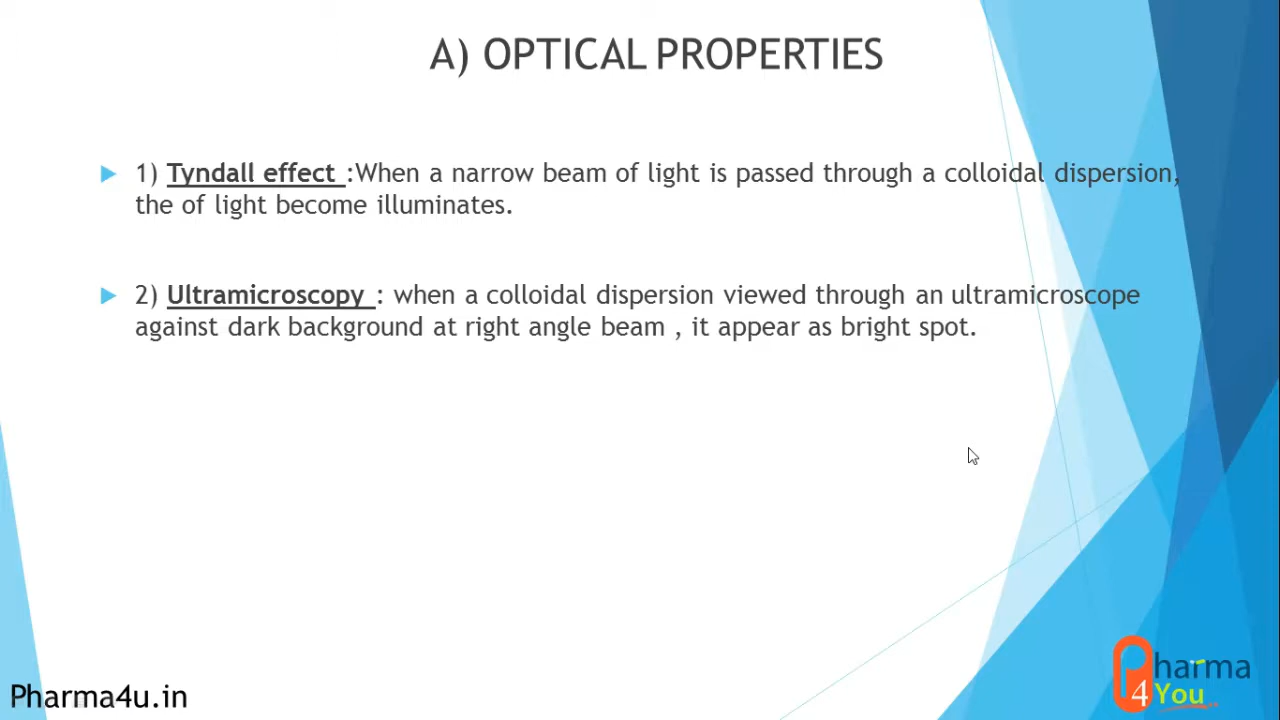 A) OPTICAL PROPERTIES
1) Tyndall effect :When a narrow beam of light is passed through a colloidal dispersion,
the of light become illuminates.
2) Ultramicroscopy : when a colloidal dispersion viewed through an ultramicroscope
against dark background at right angle beam , it appear as bright spot.
Pharma4u.in
Pharma
4 You